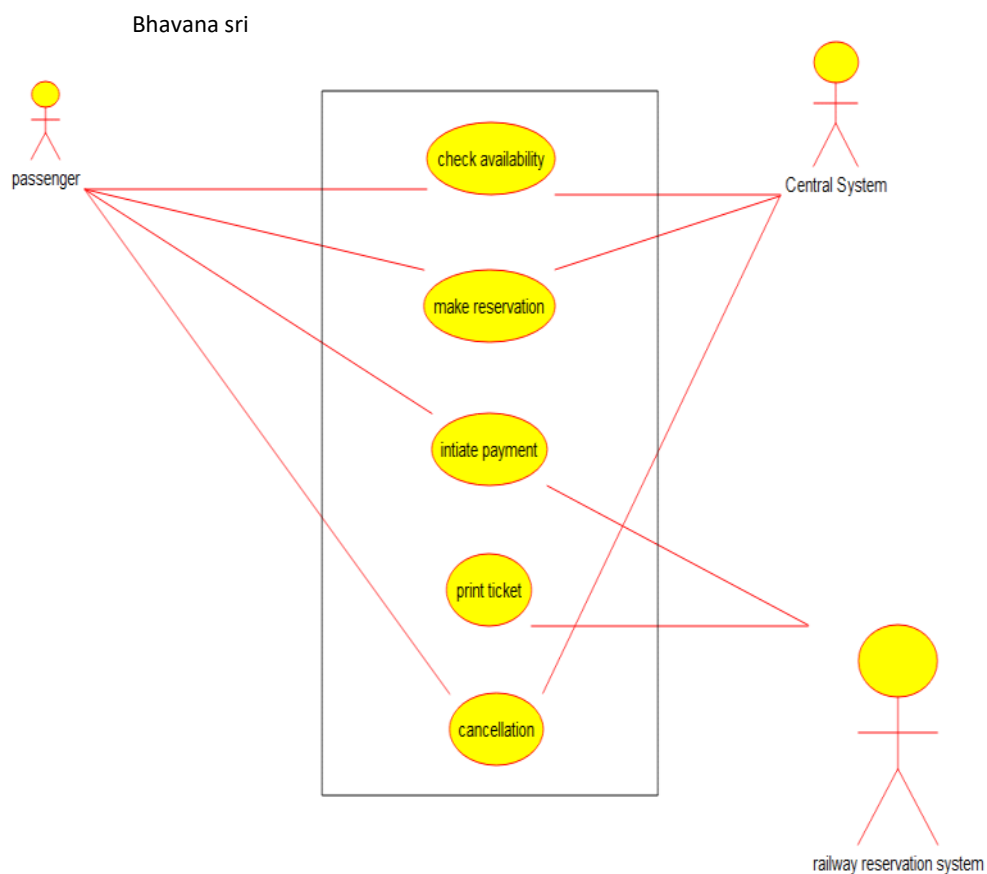 Bhavana sri
passenger
Central System
check availability
make reservation
intiate payment
print ticket
cancellation
railway reservation system